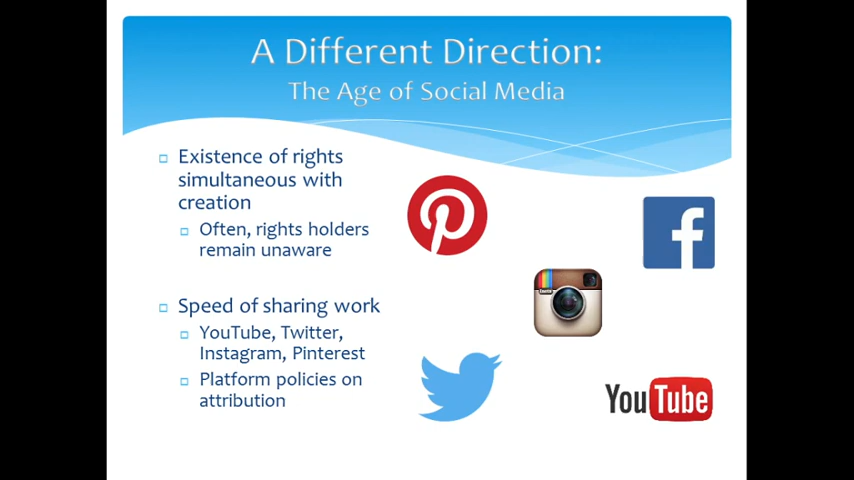 A Different Direction:
The Age of Social Media
Existence of rights
simultaneous with
creation
Often, rights holders
remain unaware
Speed of sharing work
YouTube, Twitter,
Instagram, Pinterest
Platform policies on
attribution
YouTube